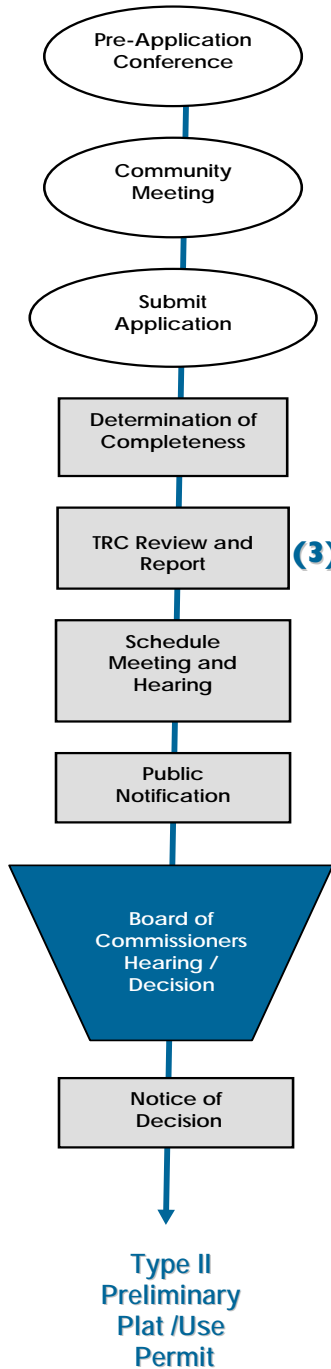 Pre-Application
Conference
Community
Meeting
Submit
Application
Determination of
Completeness
TRC Review and
Report
(3)
Schedule
Meeting and
Hearing
Public
Notification
Board of
Commissioners
Hearing /
Decision
Notice of
Decision
Type II
Preliminary
Plat /Use
Permit